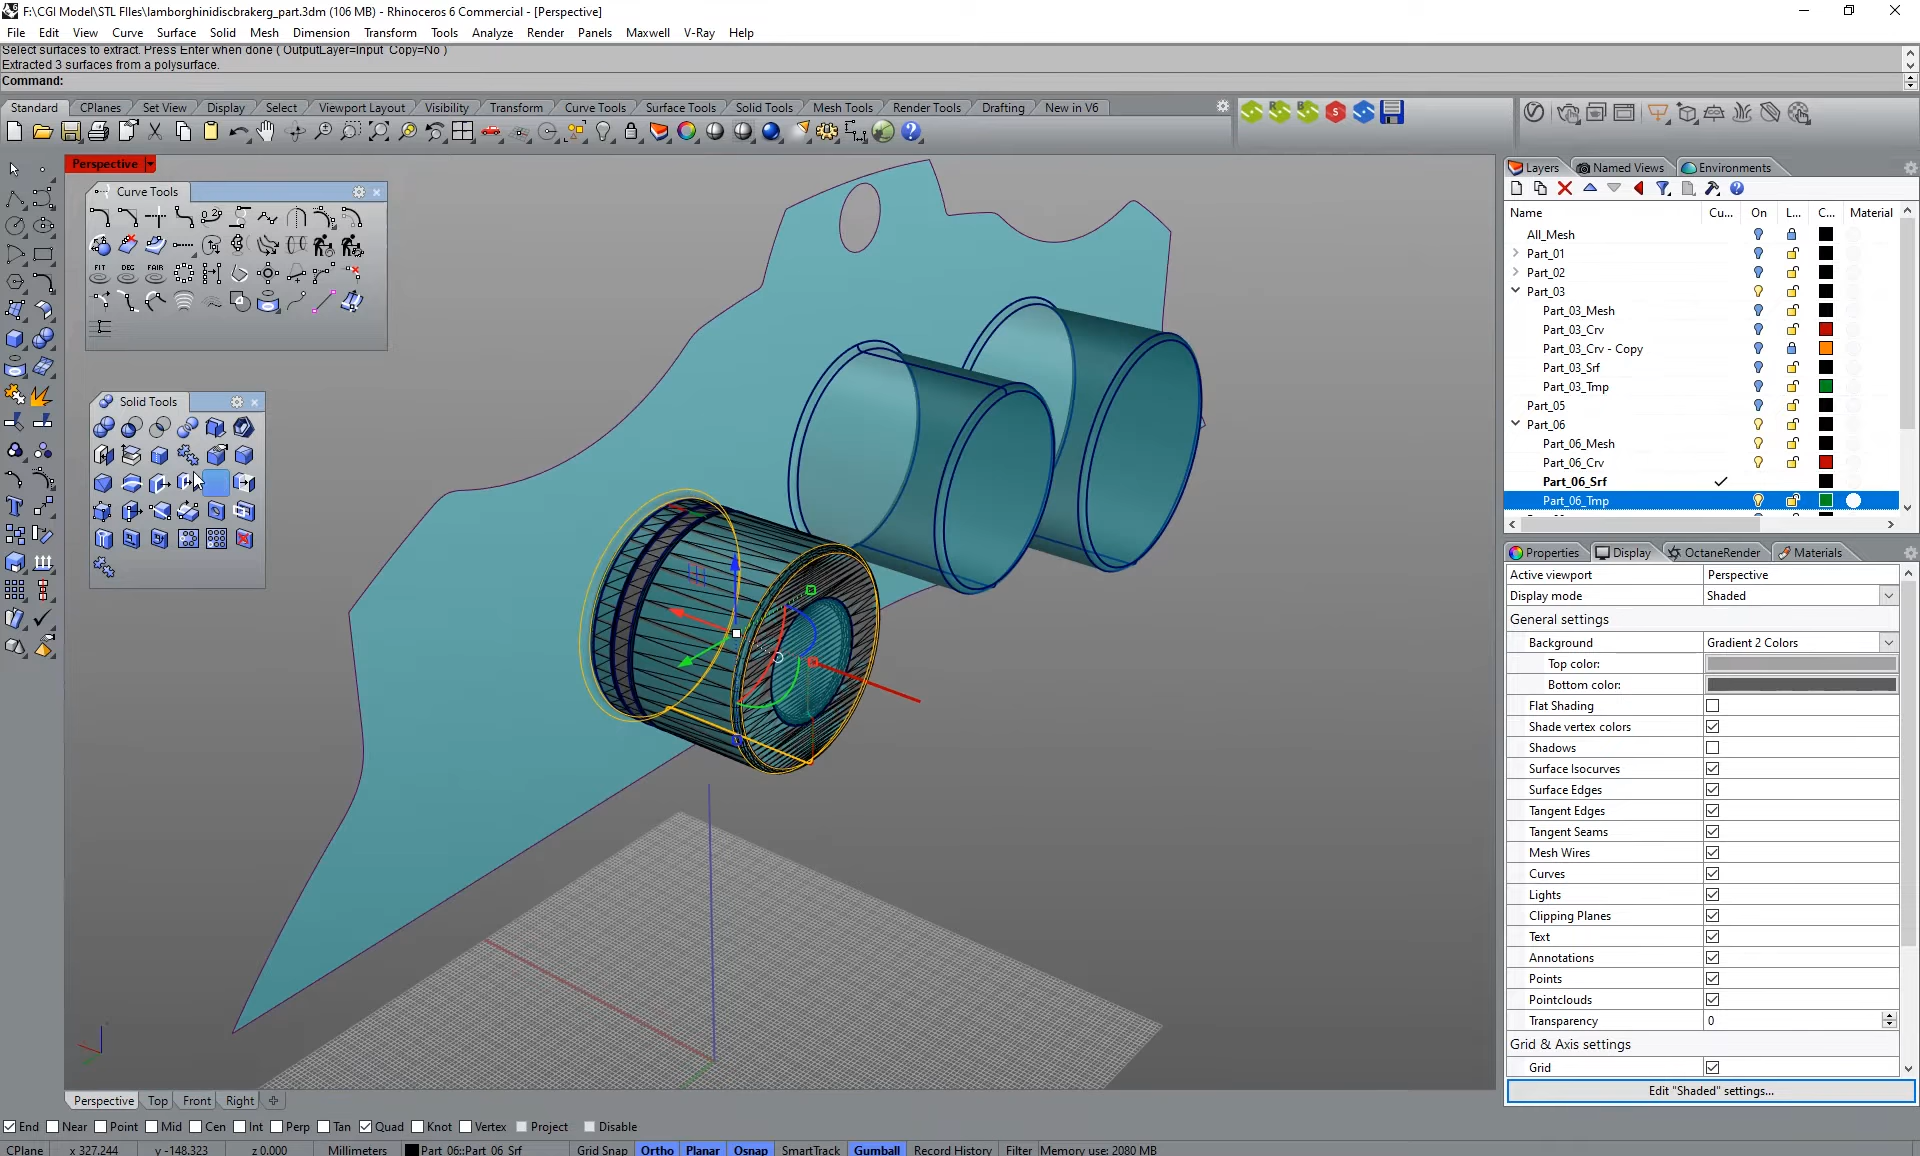 F:\CGI Model\STL FIles\lamborghinidiscbrakerg_part.3dm (106 MB) - Rhinoceros 6 Commercial - [Perspective]
File Edit View Curve Surface Solid Mesh Dimension Transform Tools Analyze Render Panels Maxwell V-Ray Help
Select surfaces to extract. Press Enter when done ( OutputLayer=Input Copy=No )
Extracted 3 surfaces from a polysurface.
Command:
Standard CPlanes Set View Display Select Viewport Layout Visibility Transform Curve Tools Surface Tools Solid Tools Mesh Tools Render Tools Drafting New in V6
Perspective
Curve Tools
FIT DEG FAIR
Solid Tools
Layers Named Views Environments
Name Cu... On L... C... Material
All_Mesh
Part_01
Part_02
Part_03
Part_03_Mesh
Part_03_Crv
Part_03_Crv - Copy
Part_03_Srf
Part_03_Tmp
Part_05
Part_06
Part_06_Mesh
Part_06_Crv
Part_06_Srf
Part_06_Tmp
Properties Display OctaneRender Materials
Active viewport Perspective
Display mode Shaded
General settings
Background Gradient 2 Colors
Top color:
Bottom color:
Flat Shading
Shade vertex colors
Shadows
Surface Isocurves
Surface Edges
Tangent Edges
Tangent Seams
Mesh Wires
Curves
Lights
Clipping Planes
Text
Annotations
Points
Pointclouds
Transparency 0
Grid & Axis settings
Grid
Edit "Shaded" settings...
Perspective Top Front Right
End Near Point Mid Cen Int Perp Tan Quad Knot Vertex Project Disable
CPlane x 327.244 y -148.323 z 0.000 Millimeters Part_06::Part_06_Srf Grid Snap Ortho Planar Osnap SmartTrack Gumball Record History Filter Memory use: 2080 MB